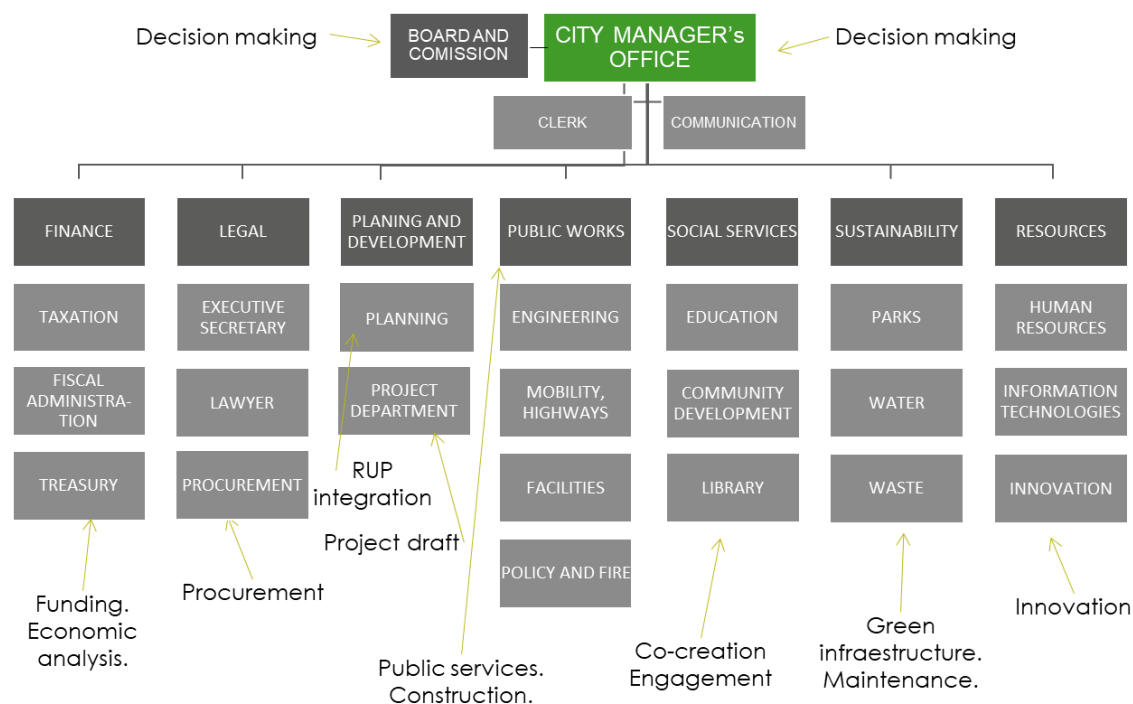 Decision making
BOARD AND
COMISSION
CITY MANAGER's
OFFICE
Decision making
CLERK
COMMUNICATION
FINANCE
TAXATION
FISCAL
ADMINISTRA-
TION
TREASURY
Funding.
Economic
analysis.
LEGAL
EXECUTIVE
SECRETARY
LAWYER
PROCUREMENT
Procurement
PLANING AND
DEVELOPMENT
PLANNING
PROJECT
DEPARTMENT
RUP
integration
Project draft
PUBLIC WORKS
ENGINEERING
MOBILITY,
HIGHWAYS
FACILITIES
POLICY AND FIRE
Public services.
Construction.
SOCIAL SERVICES
EDUCATION
COMMUNITY
DEVELOPMENT
LIBRARY
Co-creation
Engagement
SUSTAINABILITY
PARKS
WATER
WASTE
Green
infraestructure.
Maintenance.
RESOURCES
HUMAN
RESOURCES
INFORMATION
TECHNOLOGIES
INNOVATION
Innovation